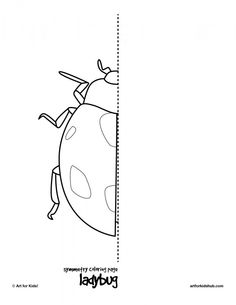 symmetry coloring page
ladybug
© Art for Kids!
artforkidshub.com